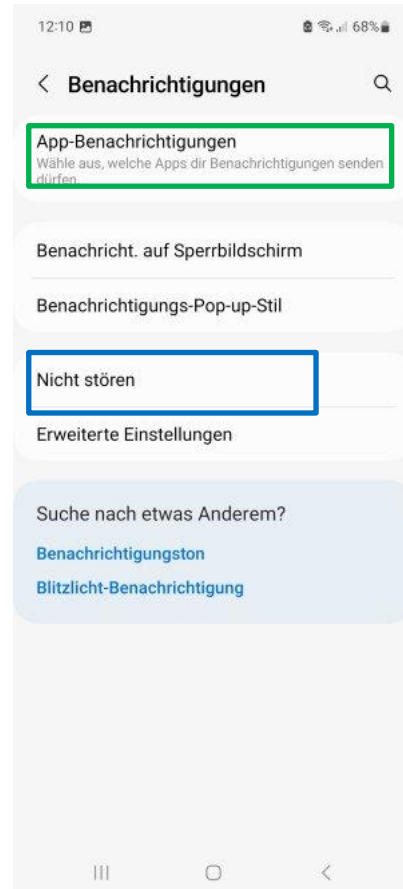 12:10 68%
Benachrichtigungen
App-Benachrichtigungen
Wähle aus, welche Apps dir Benachrichtigungen senden
dürfen.
Benachricht. auf Sperrbildschirm
Benachrichtigungs-Pop-up-Stil
Nicht stören
Erweiterte Einstellungen
Suche nach etwas Anderem?
Benachrichtigungston
Blitzlicht-Benachrichtigung